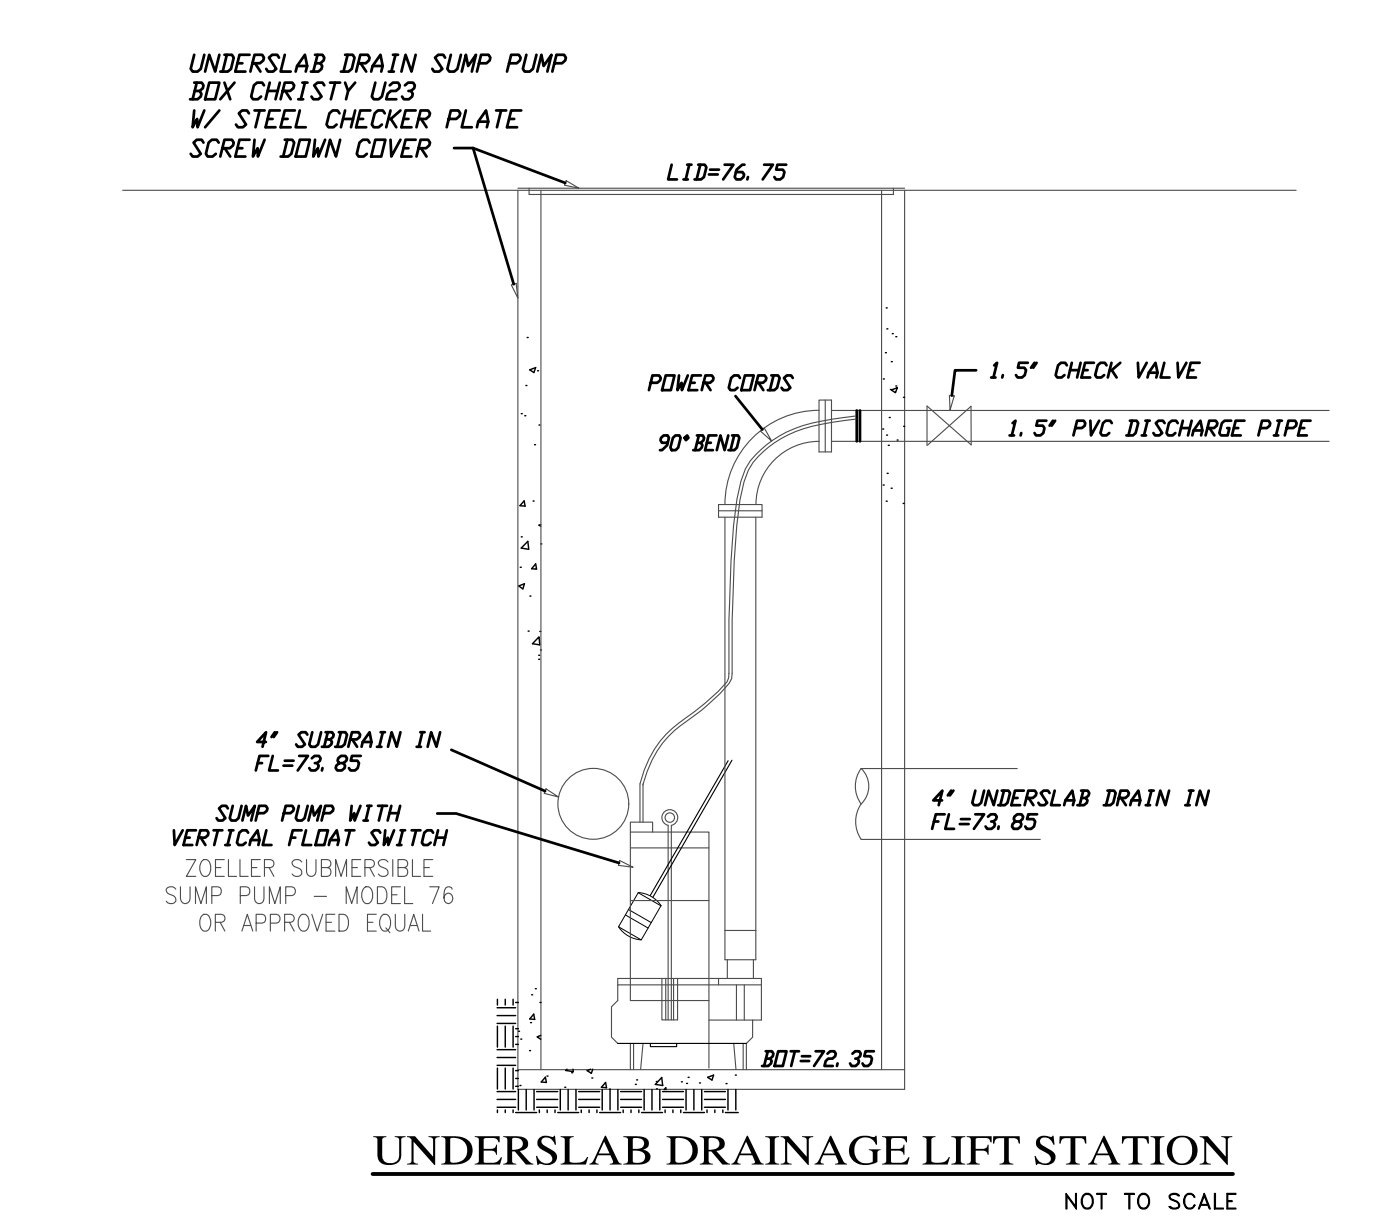 UNDERSLAB DRAIN SUMP PUMP
BOX CHRISTY U23
W/ STEEL CHECKER PLATE
SCREW DOWN COVER
LID=76.75
1.5" CHECK VALVE
POWER CORDS
1.5" PVC DISCHARGE PIPE
90° BEND
4" SUBDRAIN IN
FL=73.85
4" UNDERSLAB DRAIN IN
FL=73.85
SUMP PUMP WITH
VERTICAL FLOAT SWITCH
ZOELLER SUBMERSIBLE
SUMP PUMP – MODEL 76
OR APPROVED EQUAL
BOT=72.35
UNDERSLAB DRAINAGE LIFT STATION
NOT TO SCALE